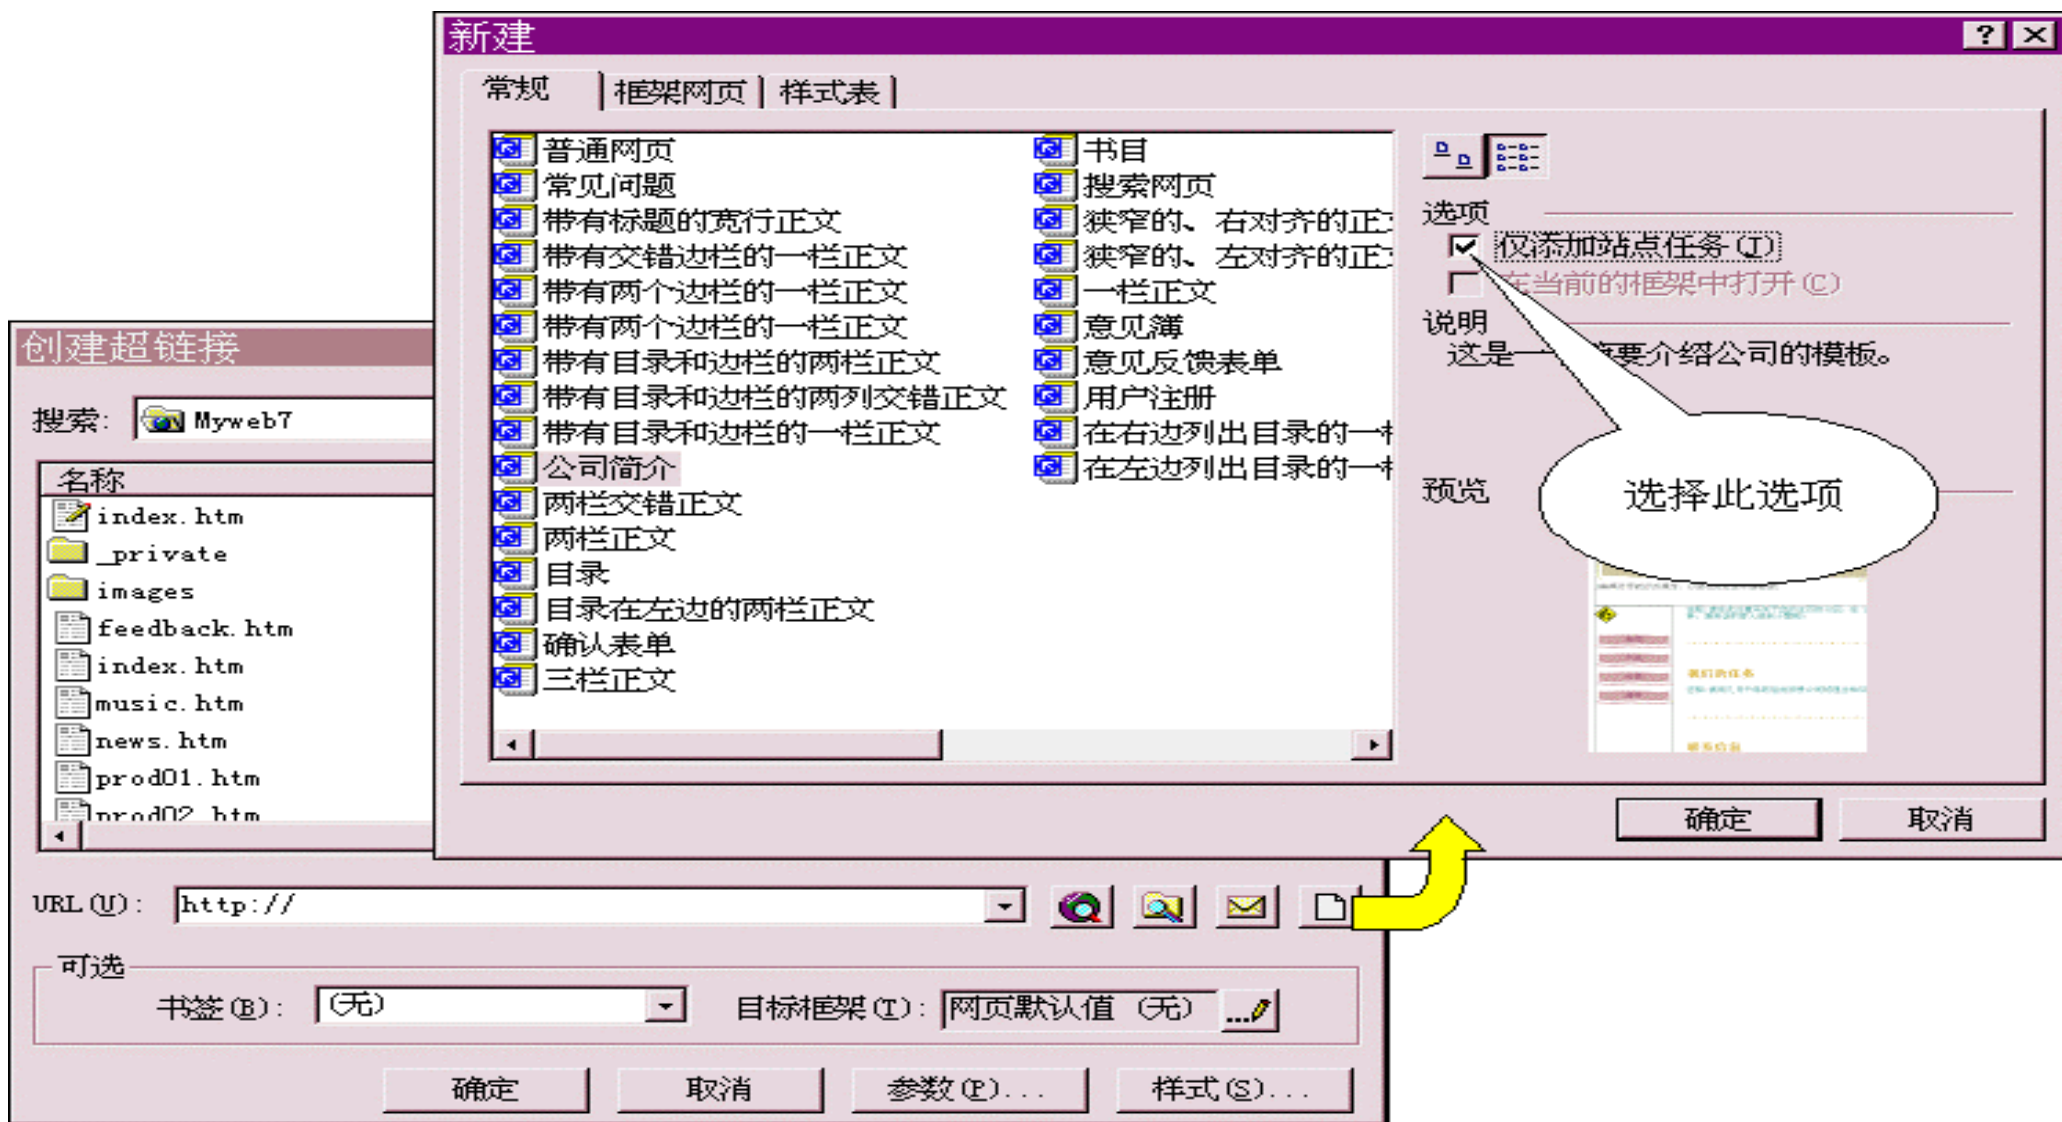 新建
常规
框架网页
样式表
普通网页
常见问题
带有标题的宽行正文
带有交错边栏的一栏正文
带有两个边栏的一栏正文
带有两个边栏的一栏正文
带有目录和边栏的两栏正文
带有目录和边栏的两列交错正文
带有目录和边栏的一栏正文
公司简介
两栏交错正文
两栏正文
目录
目录在左边的两栏正文
确认表单
三栏正文
书目
搜索网页
狭窄的、右对齐的正
狭窄的、左对齐的正
一栏正文
意见簿
意见反馈表单
用户注册
在右边列出目录的一
在左边列出目录的一
选项
仅添加站点任务(T)
当前的框架中打开(C)
说明
这是一 要介绍公司的模板。
选择此选项
预览
确定
取消
创建超链接
搜索: Myweb7
名称
index.htm
_private
images
feedback.htm
index.htm
music.htm
news.htm
prod01.htm
prod02.htm
URL(U): http://
可选
书签(B): (无)
目标框架(T): 网页默认值 (无)
确定
取消
参数(P)...
样式(S)...